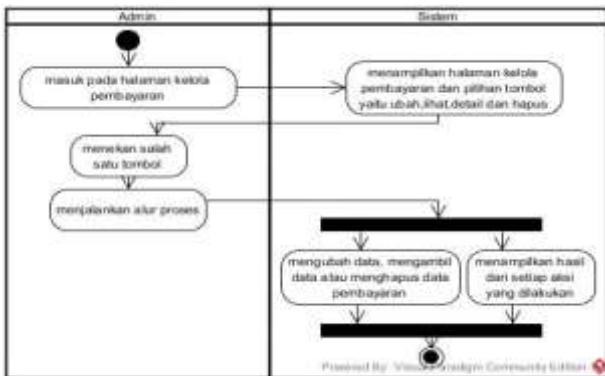 Admin
Sistem
masuk pada halaman kelola
pembayaran
menampilkan halaman kelola
pembayaran dan pilihan tombol
yaitu ubah,lihat,detail dan hapus
menekan salah
satu tombol
menjalankan alur proses
mengubah data, mengambil
data atau menghapus data
pembayaran
menampilkan hasil
dari setiap aksi
yang dilakukan
Powered By Visual Paradigm Community Edition